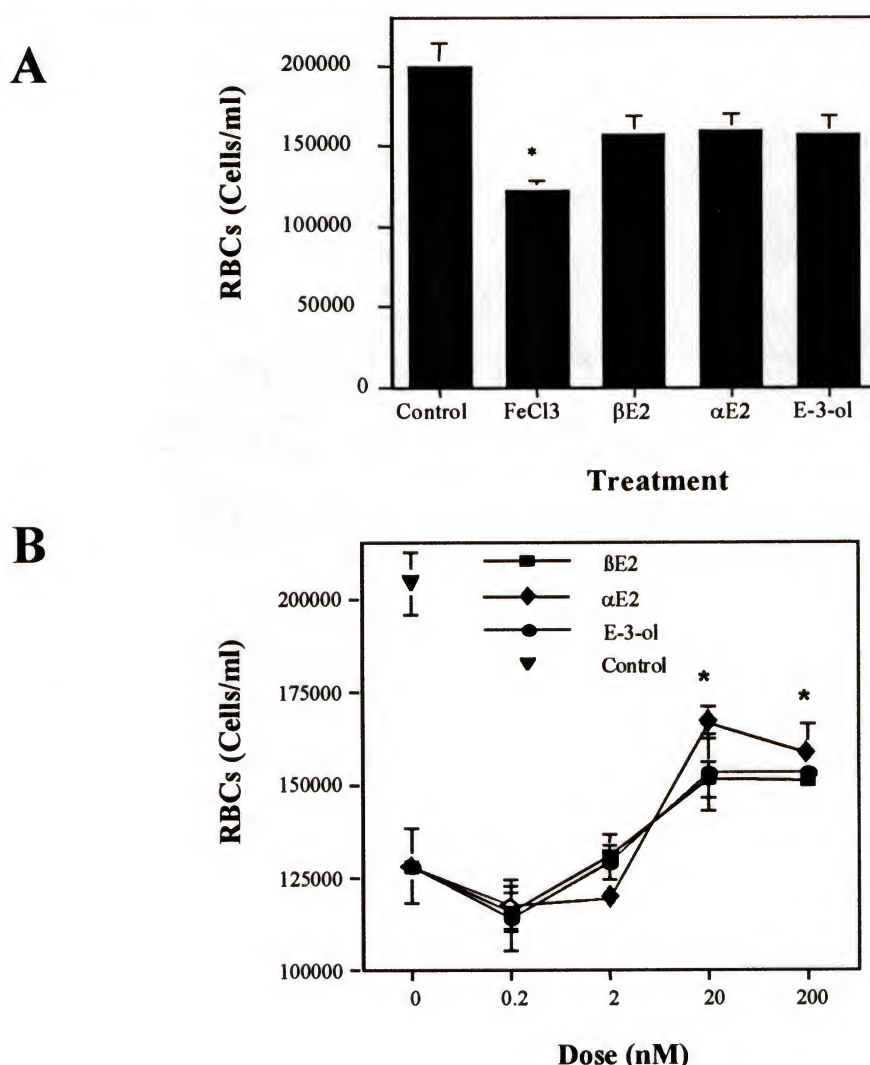 A
RBCs (Cells/ml)
200000
150000
100000
50000
0
*
Control FeCl3 βE2 αE2 E-3-ol
Treatment
B
RBCs (Cells/ml)
200000
175000
150000
125000
100000
ßE2
αE2
E-3-ol
Control
* *
0 0.2 2 20 200
Dose (nM)